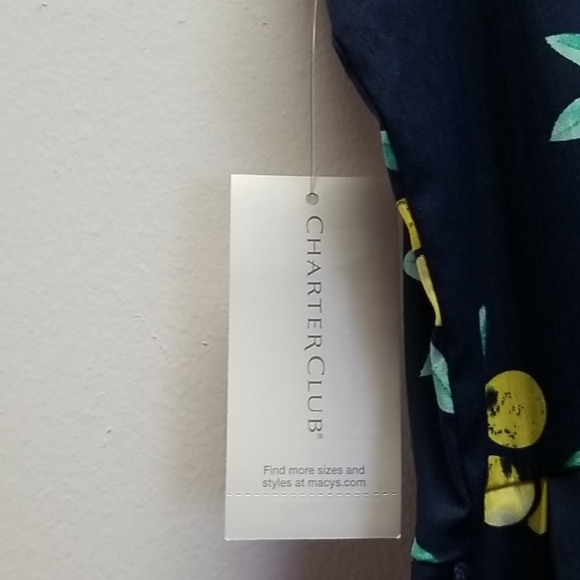 CHARTER CLUB®
Find more sizes and
styles at macys.com